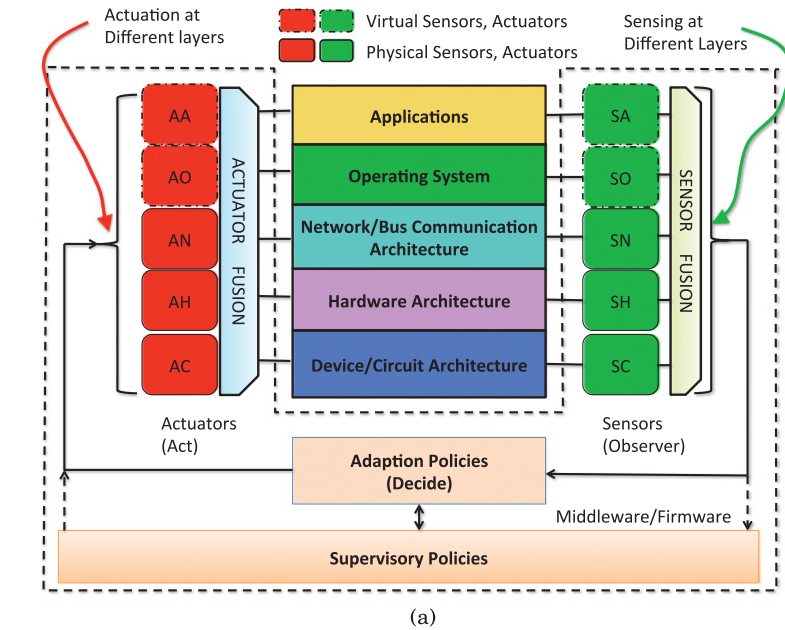 Actuation at
Different layers
Virtual Sensors, Actuators
Physical Sensors, Actuators
Sensing at
Different Layers
AA
AO
AN
AH
AC
ACTUATOR FUSION
Applications
Operating System
Network/Bus Communication
Architecture
Hardware Architecture
Device/Circuit Architecture
SA
SO
SN
SH
SC
SENSOR FUSION
Actuators
(Act)
Sensors
(Observer)
Adaption Policies
(Decide)
Middleware/Firmware
Supervisory Policies
(a)